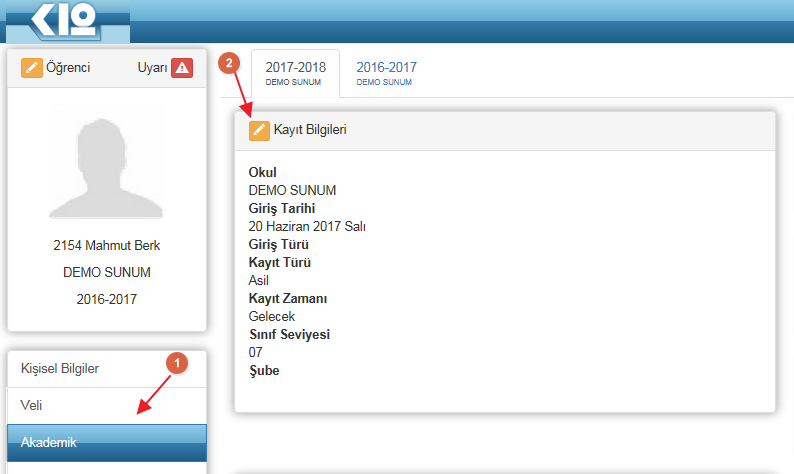 K12
Öğrenci
Uyarı
2154 Mahmut Berk
DEMO SUNUM
2016-2017
1
Kişisel Bilgiler
Veli
Akademik
2
2017-2018
DEMO SUNUM
2016-2017
DEMO SUNUM
Kayıt Bilgileri
Okul
DEMO SUNUM
Giriş Tarihi
20 Haziran 2017 Salı
Giriş Türü
Kayıt Türü
Asil
Kayıt Zamanı
Gelecek
Sınıf Seviyesi
07
Şube